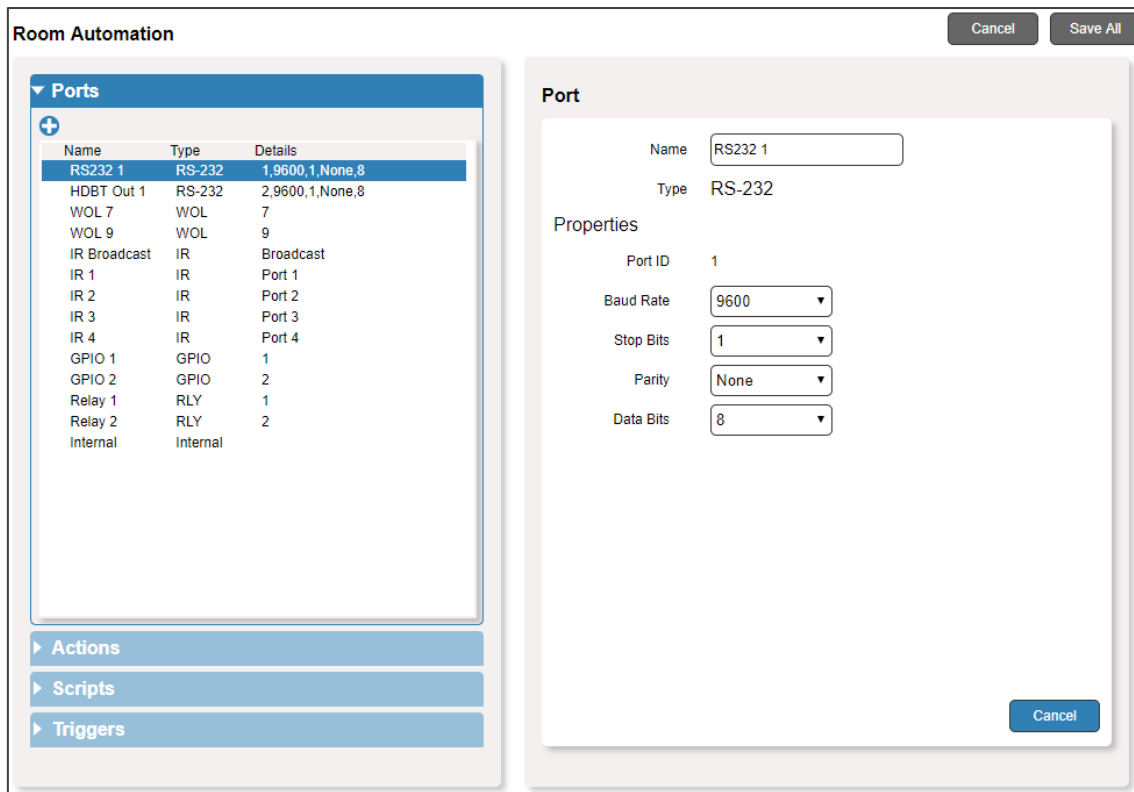 Room Automation
Cancel
Save All
Ports
Name Type Details
RS232 1 RS-232 1,9600,1,None,8
HDBT Out 1 RS-232 2,9600,1,None,8
WOL 7 WOL 7
WOL 9 WOL 9
IR Broadcast IR Broadcast
IR 1 IR Port 1
IR 2 IR Port 2
IR 3 IR Port 3
IR 4 IR Port 4
GPIO 1 GPIO 1
GPIO 2 GPIO 2
Relay 1 RLY 1
Relay 2 RLY 2
Internal Internal
Actions
Scripts
Triggers
Port
Name RS232 1
Type RS-232
Properties
Port ID 1
Baud Rate 9600
Stop Bits 1
Parity None
Data Bits 8
Cancel